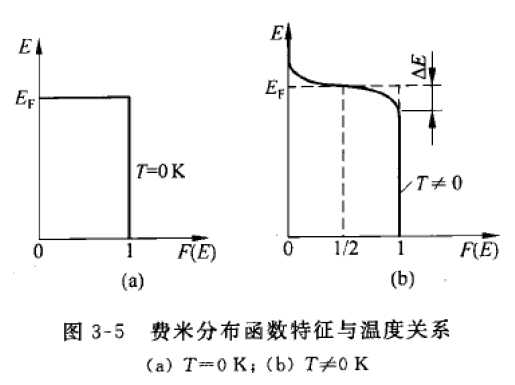 E
E_F
T=0 K
0
1
F(E)
(a)
E
E_F
ΔE
T≠0
0
1/2
1
F(E)
(b)
图 3-5 费米分布函数特征与温度关系
(a) T=0 K; (b) T≠0 K